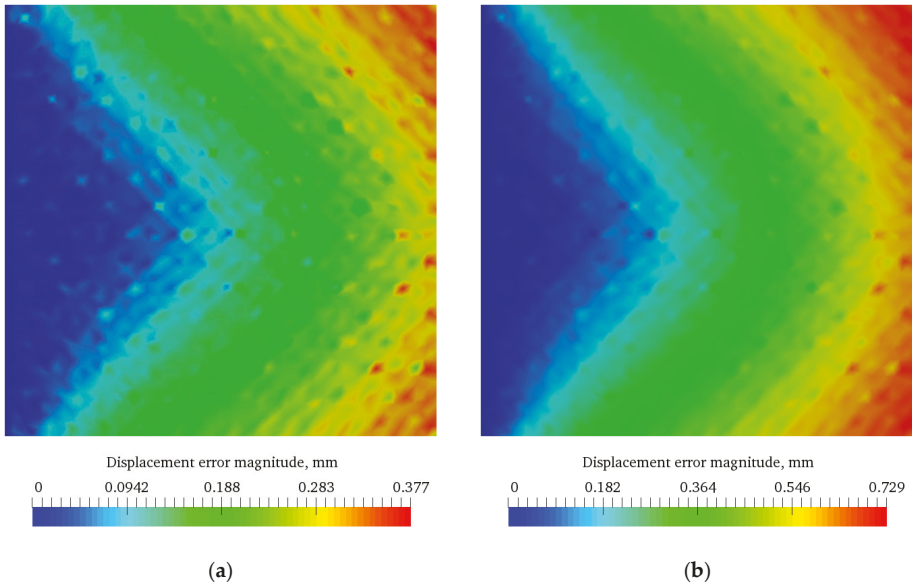 Displacement error magnitude, mm
0 0.0942 0.188 0.283 0.377
(a)
Displacement error magnitude, mm
0 0.182 0.364 0.546 0.729
(b)